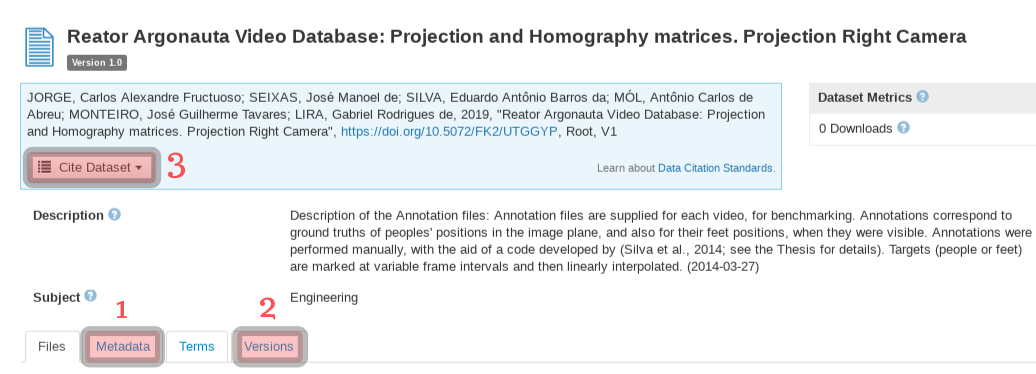 Reator Argonauta Video Database: Projection and Homography matrices. Projection Right Camera
Version 1.0
JORGE, Carlos Alexandre Fructuoso; SEIXAS, José Manoel de; SILVA, Eduardo Antônio Barros da; MÓL, Antônio Carlos de
Abreu; MONTEIRO, José Guilherme Tavares; LIRA, Gabriel Rodrigues de, 2019, "Reator Argonauta Video Database: Projection
and Homography matrices. Projection Right Camera", https://doi.org/10.5072/FK2/UTGGYP, Root, V1
Cite Dataset 3
Learn about Data Citation Standards.
Dataset Metrics ?
0 Downloads ?
Description ?
Description of the Annotation files: Annotation files are supplied for each video, for benchmarking. Annotations correspond to
ground truths of peoples' positions in the image plane, and also for their feet positions, when they were visible. Annotations were
performed manually, with the aid of a code developed by (Silva et al., 2014; see the Thesis for details). Targets (people or feet)
are marked at variable frame intervals and then linearly interpolated. (2014-03-27)
Subject ?
Engineering
1 2
Files Metadata Terms Versions